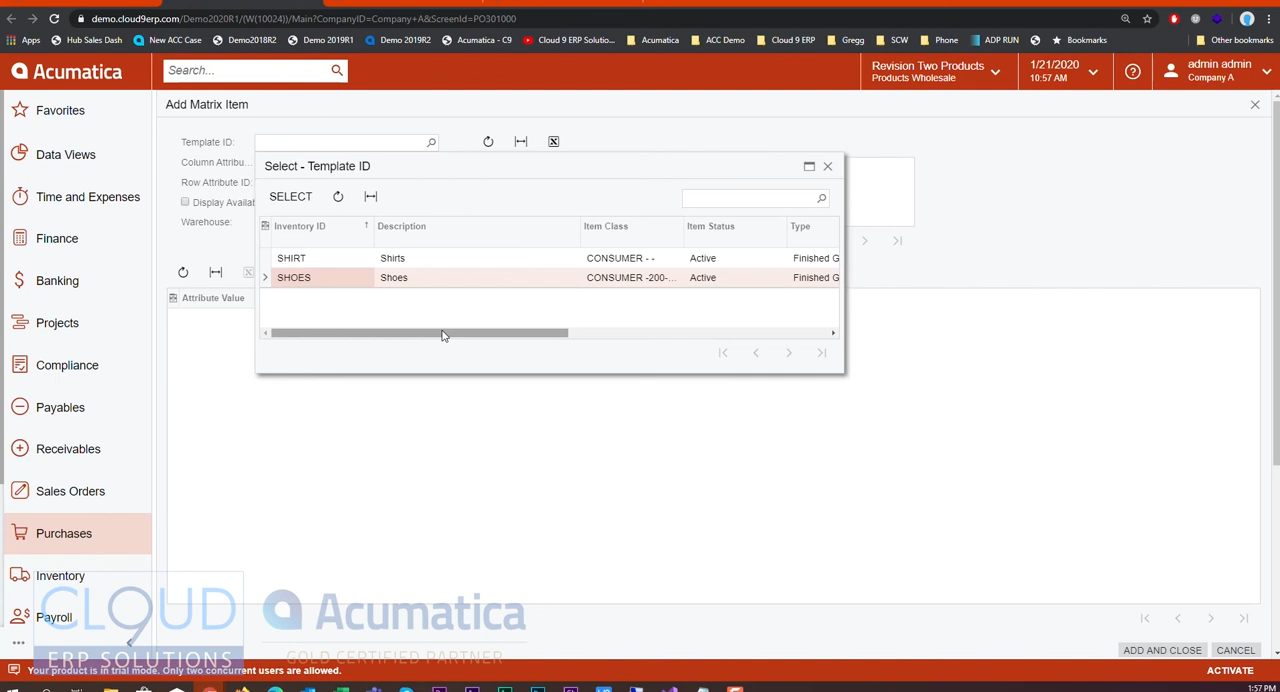 demo.cloud9erp.com/Demo2020R1/(W(10024))/Main?CompanyID=Company+A&ScreenId=PO301000
Apps
Hub Sales Dash
New ACC Case
Demo2018R2
Demo 2019R1
Demo 2019R2
Acumatica - C9
Cloud 9 ERP Solutio...
Acumatica
ACC Demo
Cloud 9 ERP
Gregg
SCW
Phone
ADP RUN
Bookmarks
Other bookmarks
Acumatica
Search...
Revision Two Products
Products Wholesale
1/21/2020
10:57 AM
admin admin
Company A
Favorites
Data Views
Time and Expenses
Finance
Banking
Projects
Compliance
Payables
Receivables
Sales Orders
Purchases
Inventory
Payroll
Add Matrix Item
Template ID:
Column Attribu...
Row Attribute ID:
Display Availa
Warehouse:
Attribute Value
Select - Template ID
SELECT
Inventory ID Description Item Class Item Status Type
SHIRT Shirts CONSUMER - - Active Finished G
SHOES Shoes CONSUMER -200-... Active Finished G
CLOUD9
ERP SOLUTIONS
Acumatica
GOLD CERTIFIED PARTNER
ADD AND CLOSE
CANCEL
Your product is in trial mode. Only two concurrent users are allowed.
ACTIVATE
1:57 PM